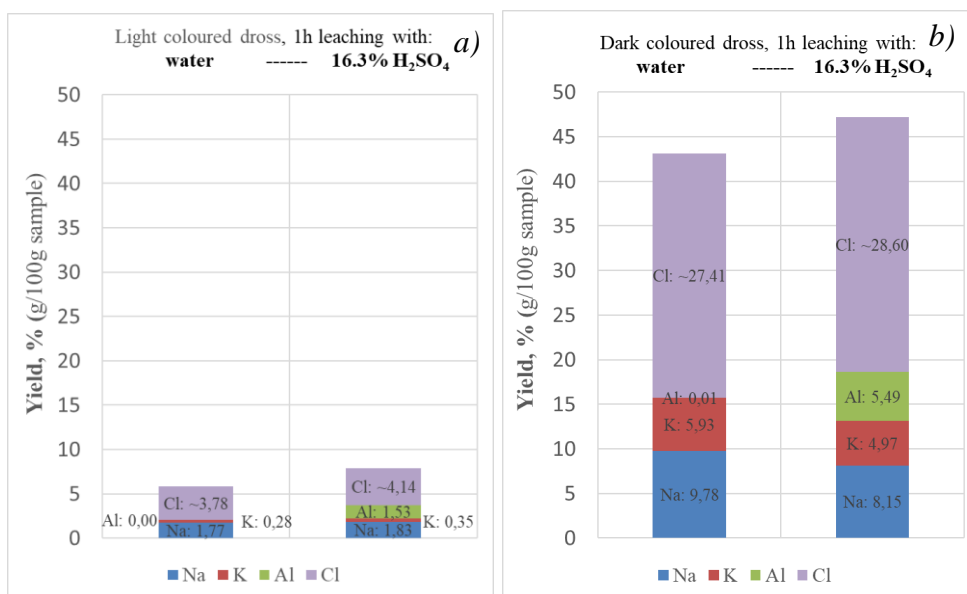 Light coloured dross, 1h leaching with: a)
water ------ 16.3% H₂SO₄
Yield, % (g/100g sample)
50
45
40
35
30
25
20
15
10
5
0
Cl: ~3,78
Al: 0,00
K: 0,28
Na: 1,77
Cl: ~4,14
Al: 1,53
K: 0,35
Na: 1,83
Na K Al Cl
Dark coloured dross, 1h leaching with: b)
water ------ 16.3% H₂SO₄
Yield, % (g/100g sample)
50
45
40
35
30
25
20
15
10
5
0
Cl: ~27,41
Al: 0,01
K: 5,93
Na: 9,78
Cl: ~28,60
Al: 5,49
K: 4,97
Na: 8,15
Na K Al Cl